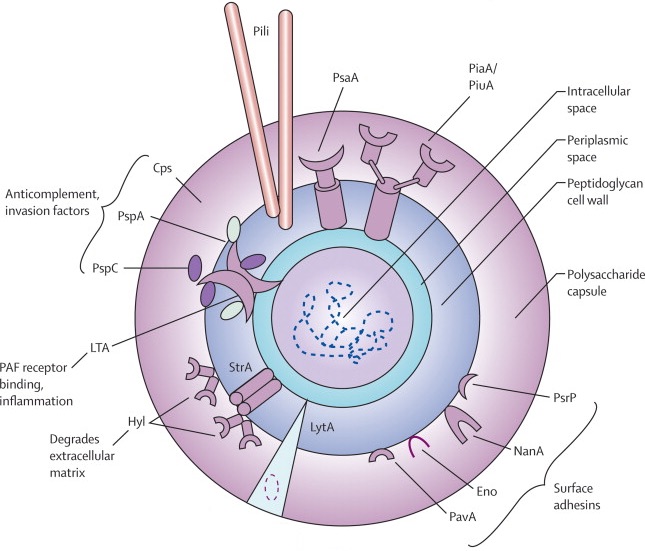 Pili
PsaA
PiaA/
PiuA
Intracellular
space
Periplasmic
space
Peptidoglycan
cell wall
Polysaccharide
capsule
Cps
Anticomplement,
invasion factors
PspA
PspC
LTA
PAF receptor
binding,
inflammation
StrA
Hyl
Degrades
extracellular
matrix
LytA
PsrP
NanA
Eno
PavA
Surface
adhesins